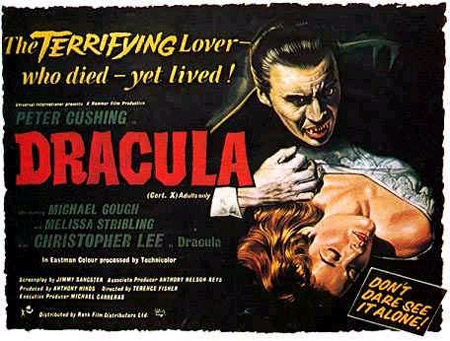 The TERRIFYING Lover-
who died - yet lived!
Universal-International presents A Hammer Film Production
PETER CUSHING in
DRACULA
(Cert. X) Adults only
MICHAEL GOUGH
and MELISSA STRIBLING
CHRISTOPHER LEE as Dracula
In Eastman Colour processed by Technicolor
Screenplay by JIMMY SANGSTER Associate Producer ANTHONY NELSON-KEYS
Produced by ANTHONY HINDS Directed by TERENCE FISHER
Executive Producer MICHAEL CARRERAS
X Distributed by Rank Film Distributors Ltd.
DON'T
DARE SEE
IT ALONE!